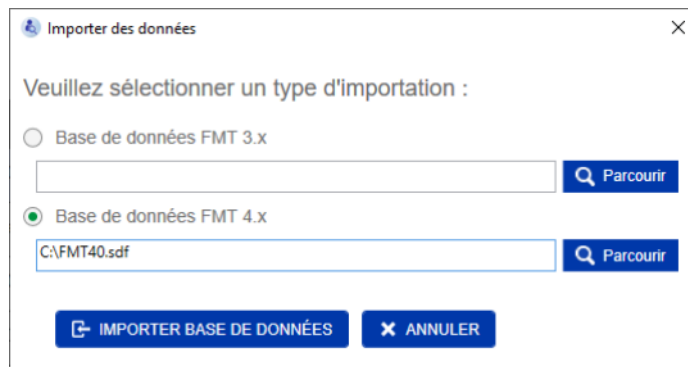 Importer des données
Veuillez sélectionner un type d'importation :
Base de données FMT 3.x
Parcourir
Base de données FMT 4.x
C:\FMT40.sdf
Parcourir
IMPORTER BASE DE DONNÉES
ANNULER